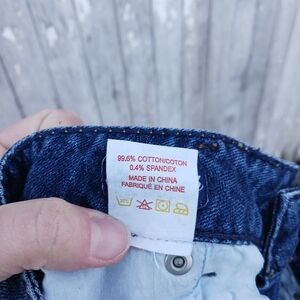 99.6% COTTON/COTON
0.4% SPANDEX
MADE IN CHINA
FABRIQUÉ EN CHINE